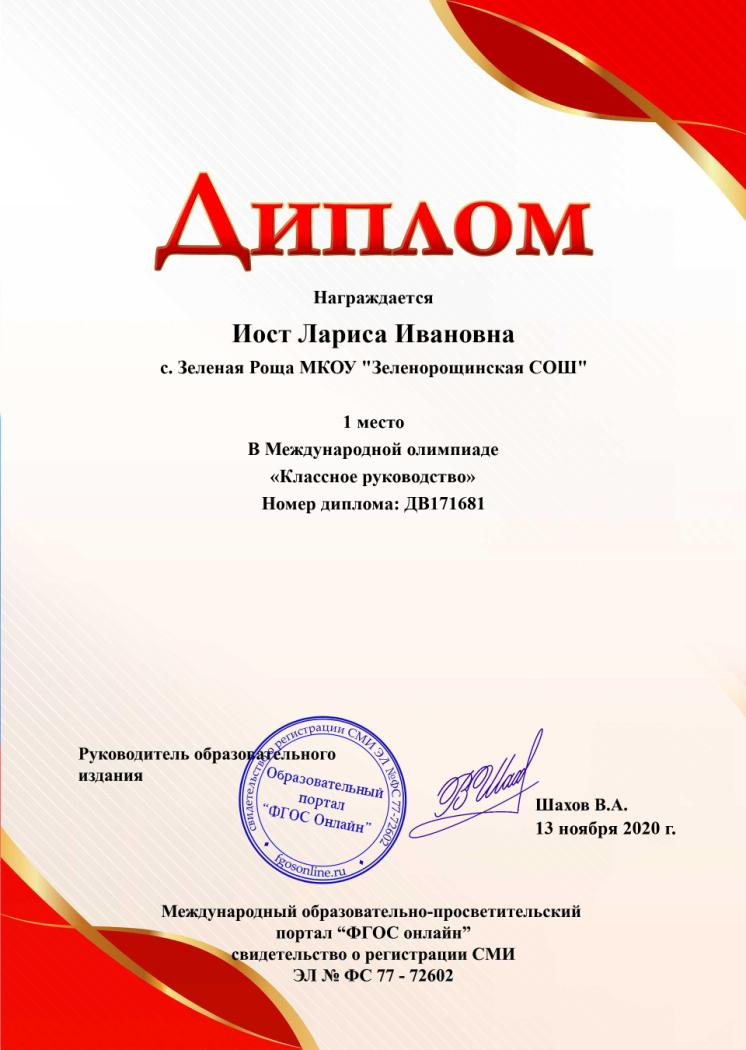 Диплом
Награждается
Иост Лариса Ивановна
с. Зеленая Роща МКОУ "Зеленорощинская СОШ"
1 место
В Международной олимпиаде
«Классное руководство»
Номер диплома: ДВ171681
Руководитель образовательного
издания
свидетельство о регистрации СМИ ЭЛ №ФС 77-72602
Образовательный
портал
“ФГОС Онлайн”
fgosonline.ru
ВШах
Шахов В.А.
13 ноября 2020 г.
Международный образовательно-просветительский
портал “ФГОС онлайн”
свидетельство о регистрации СМИ
ЭЛ № ФС 77 - 72602